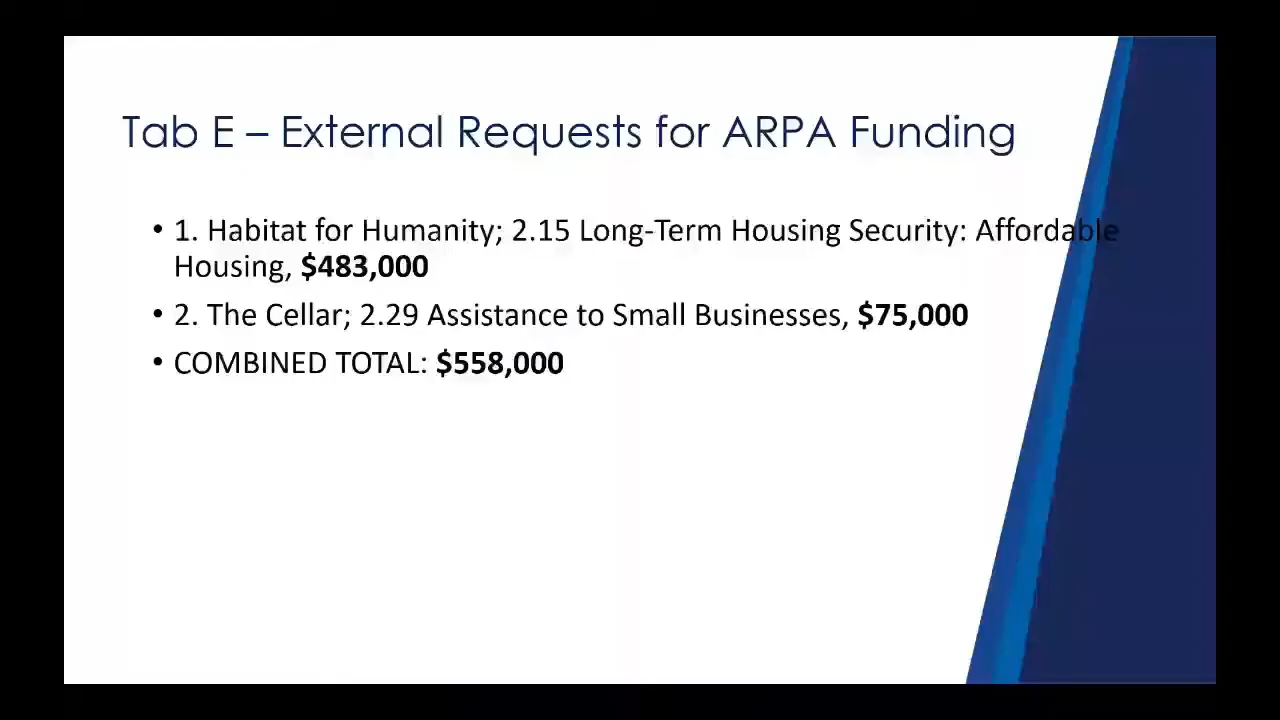 Tab E – External Requests for ARPA Funding
• 1. Habitat for Humanity; 2.15 Long-Term Housing Security: Affordable
Housing, $483,000
• 2. The Cellar; 2.29 Assistance to Small Businesses, $75,000
• COMBINED TOTAL: $558,000